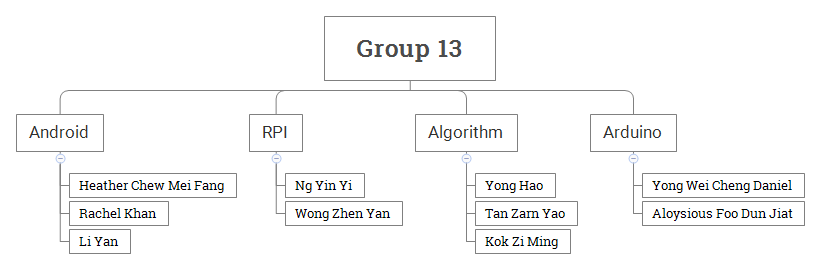 Group 13
Android
Heather Chew Mei Fang
Rachel Khan
Li Yan
RPI
Ng Yin Yi
Wong Zhen Yan
Algorithm
Yong Hao
Tan Zarn Yao
Kok Zi Ming
Arduino
Yong Wei Cheng Daniel
Aloysious Foo Dun Jiat